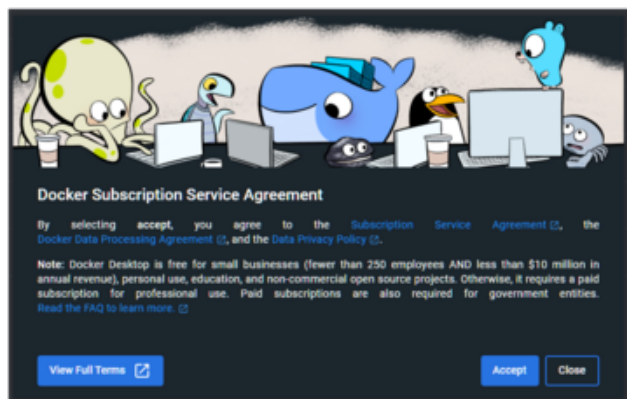 Docker Subscription Service Agreement
By selecting accept, you agree to the Subscription Service Agreement, the
Docker Data Processing Agreement, and the Data Privacy Policy.
Note: Docker Desktop is free for small businesses (fewer than 250 employees AND less than $10 million in
annual revenue), personal use, education, and non-commercial open source projects. Otherwise, it requires a paid
subscription for professional use. Paid subscriptions are also required for government entities.
Read the FAQ to learn more.
View Full Terms
Accept
Close